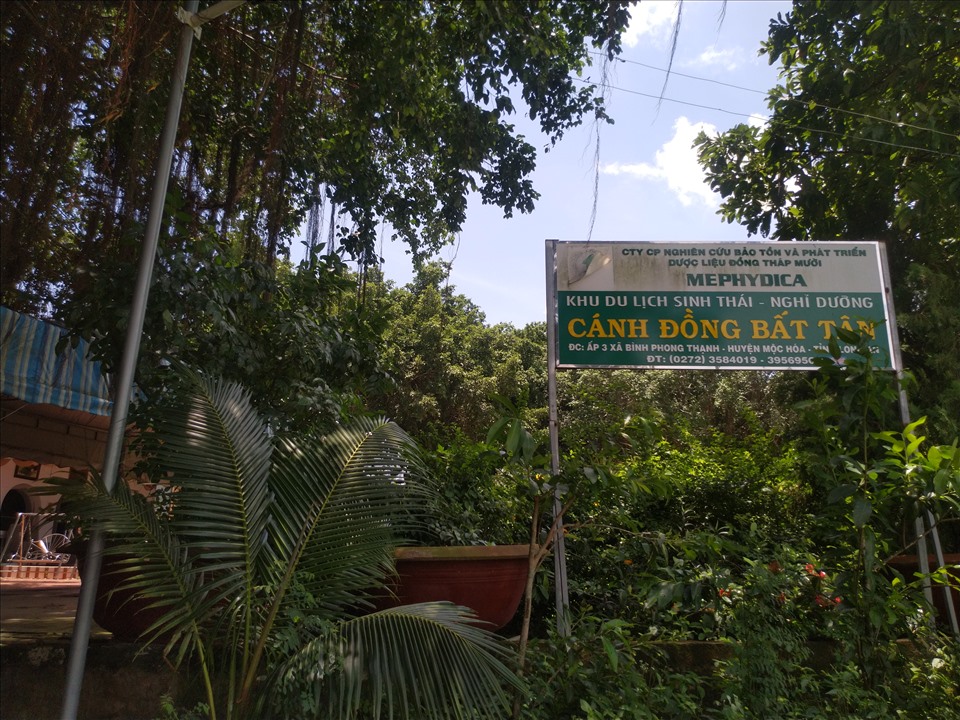 CTY CP NGHIÊN CỨU BẢO TỒN VÀ PHÁT TRIỂN
DƯỢC LIỆU ĐỒNG THÁP MƯỜI
MEPHYDICA
KHU DU LỊCH SINH THÁI - NGHỈ DƯỠNG
CÁNH ĐỒNG BẤT TẬN
ĐC: ẤP 3 XÃ BÌNH PHONG THẠNH - HUYỆN MỘC HÓA -
ĐT: (0272) 3584019 -